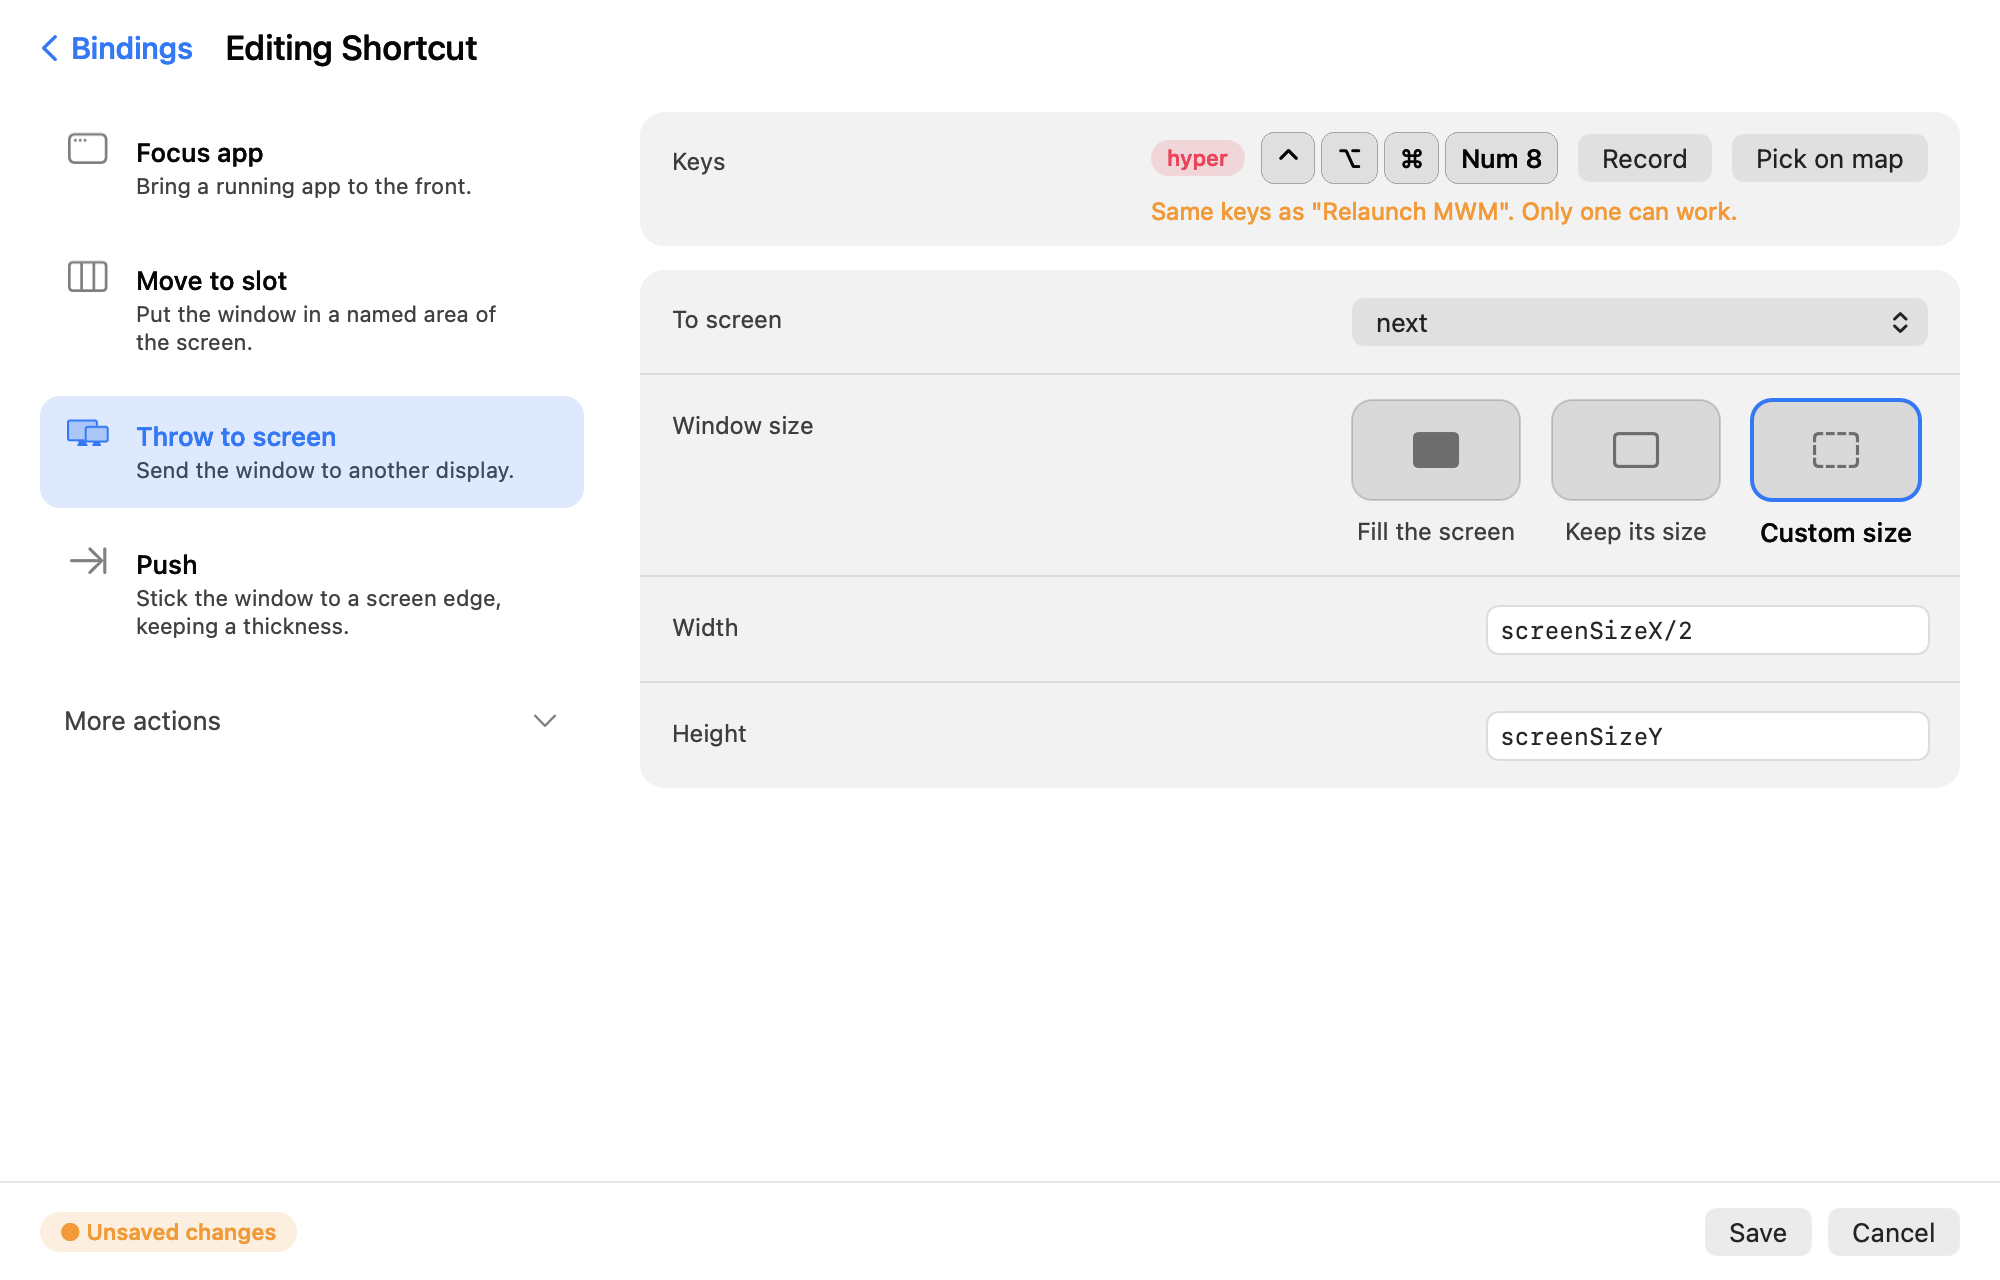 Bindings Editing Shortcut
Focus app
Bring a running app to the front.
Move to slot
Put the window in a named area of
the screen.
Throw to screen
Send the window to another display.
Push
Stick the window to a screen edge,
keeping a thickness.
More actions
Keys hyper ⌃ ⌥ ⌘ Num 8 Record Pick on map
Same keys as "Relaunch MWM". Only one can work.
To screen next
Window size
Fill the screen Keep its size Custom size
Width screenSizeX/2
Height screenSizeY
Unsaved changes Save Cancel